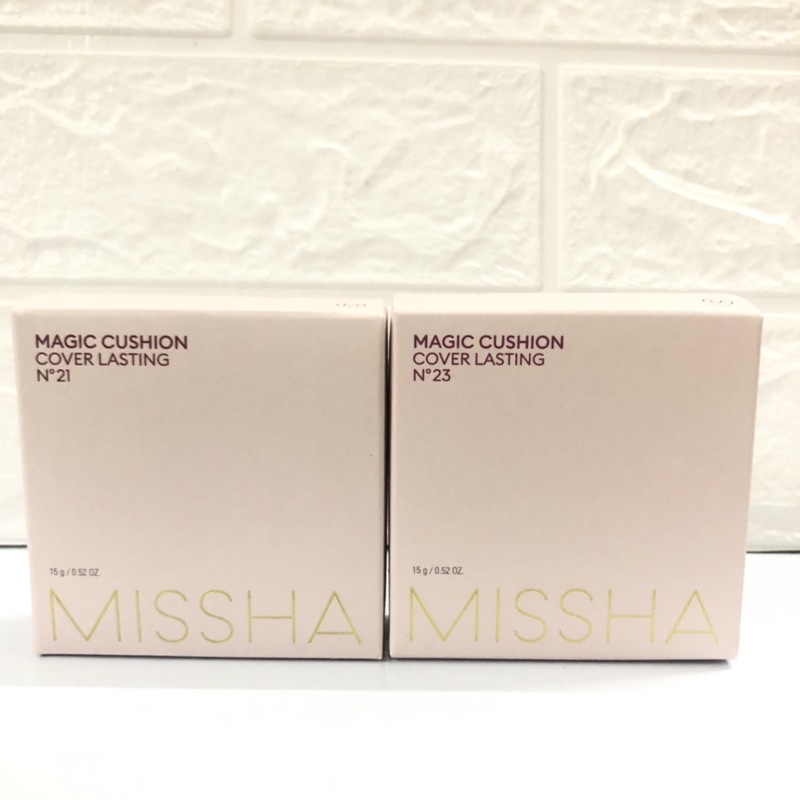 MAGIC CUSHION
COVER LASTING
N°21
15 g / 0.52 OZ.
MISSHA
MAGIC CUSHION
COVER LASTING
N°23
15 g / 0.52 OZ.
MISSHA